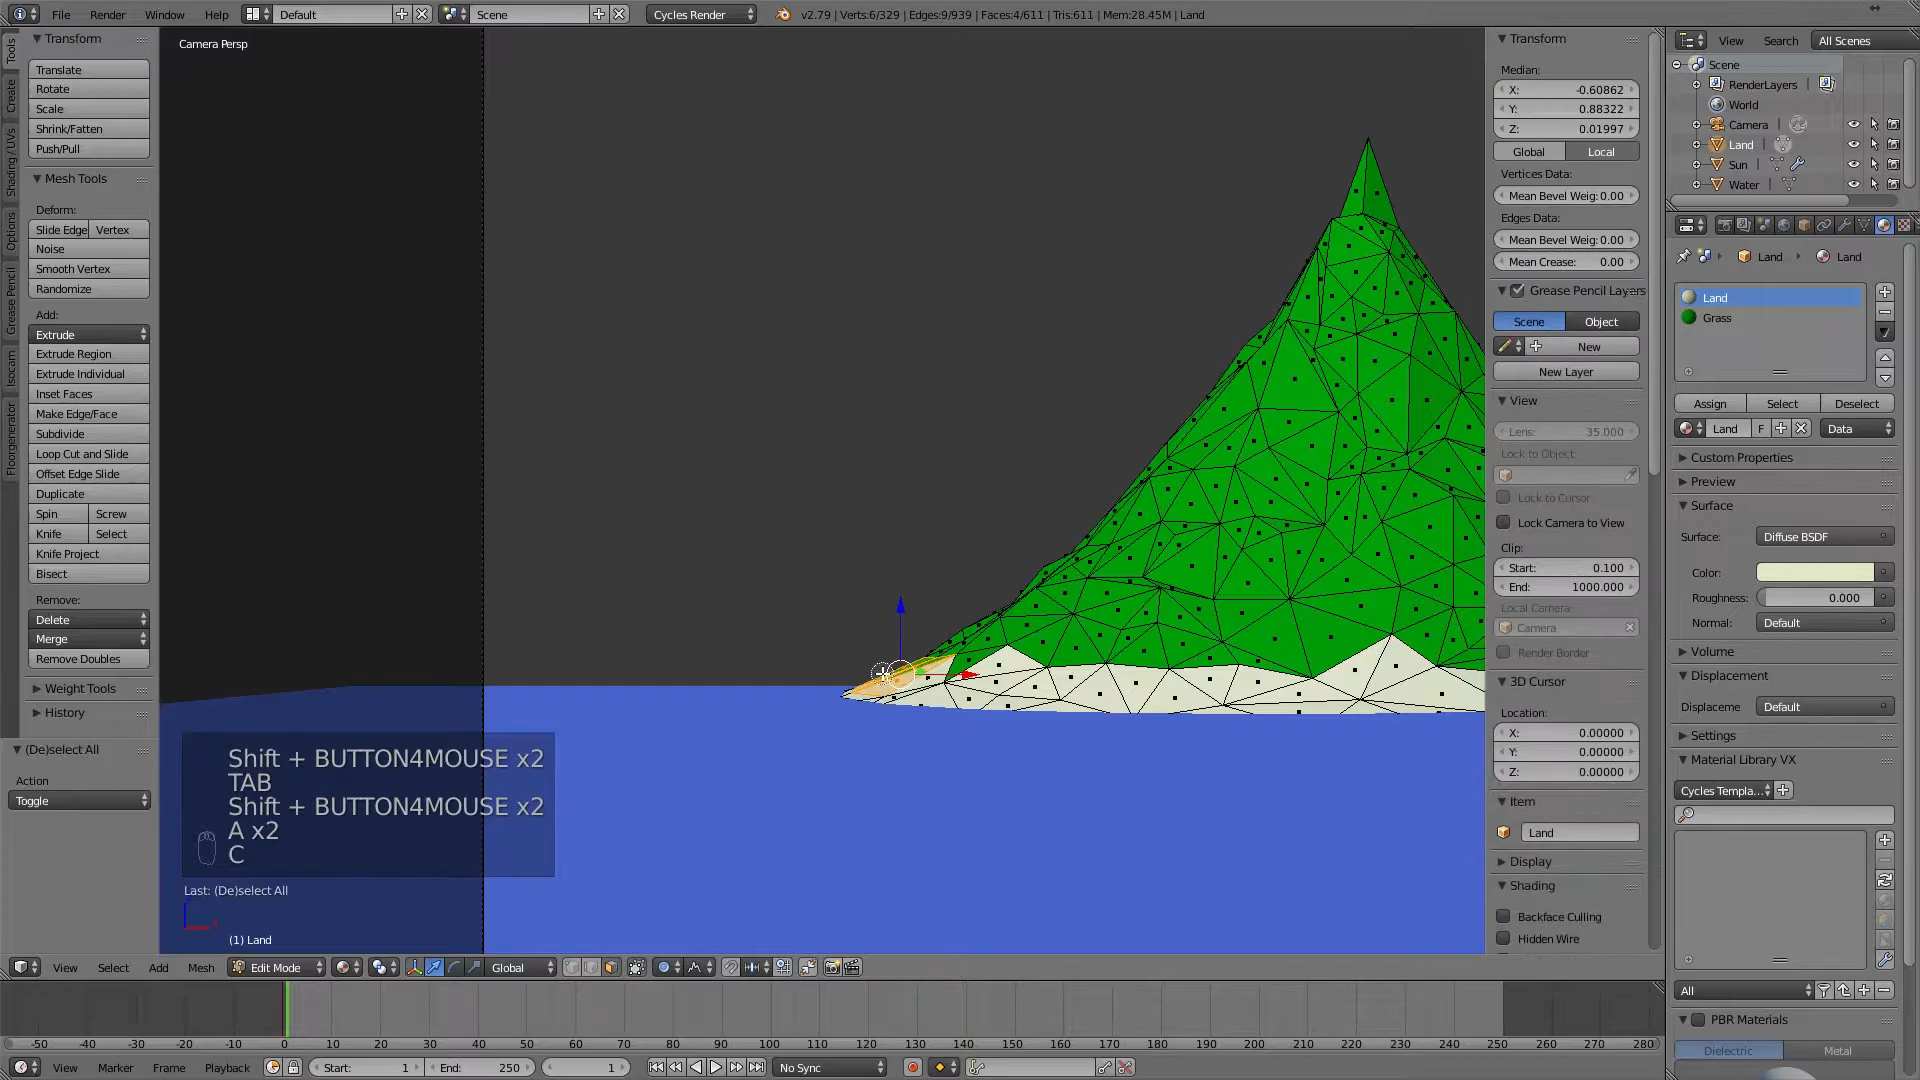 File Render Window Help Default Scene Cycles Render v2.79 | Verts:6/329 | Edges:9/939 | Faces:4/611 | Tris:611 | Mem:28.45M | Land
Tools
Create
Shading / UVs
Options
Grease Pencil
Isocam
Floorgenerator
Transform
Translate
Rotate
Scale
Shrink/Fatten
Push/Pull
Mesh Tools
Deform:
Slide Edge Vertex
Noise
Smooth Vertex
Randomize
Add:
Extrude
Extrude Region
Extrude Individual
Inset Faces
Make Edge/Face
Subdivide
Loop Cut and Slide
Offset Edge Slide
Duplicate
Spin Screw
Knife Select
Knife Project
Bisect
Remove:
Delete
Merge
Remove Doubles
Weight Tools
History
(De)select All
Action
Toggle
Camera Persp
Shift + BUTTON4MOUSE x2
TAB
Shift + BUTTON4MOUSE x2
A x2
C
Last: (De)select All
(1) Land
Transform
Median:
X: -0.60862
Y: 0.88322
Z: 0.01997
Global Local
Vertices Data:
Mean Bevel Weig: 0.00
Edges Data:
Mean Bevel Weig: 0.00
Mean Crease: 0.00
Grease Pencil Layers
Scene Object
New
New Layer
View
Lens: 35.000
Lock to Object:
Lock to Cursor
Lock Camera to View
Clip:
Start: 0.100
End: 1000.000
Local Camera:
Camera
Render Border
3D Cursor
Location:
X: 0.00000
Y: 0.00000
Z: 0.00000
Item
Land
Display
Shading
Backface Culling
Hidden Wire
View Search All Scenes
Scene
RenderLayers
World
Camera
Land
Sun
Water
Land Land
Land
Grass
Assign Select Deselect
Land F Data
Custom Properties
Preview
Surface
Surface: Diffuse BSDF
Color:
Roughness: 0.000
Normal: Default
Volume
Displacement
Displaceme Default
Settings
Material Library VX
Cycles Templa...
All
PBR Materials
Dielectric Metal
View Select Add Mesh Edit Mode Global
-50 -40 -30 -20 -10 0 10 20 30 40 50 60 70 80 90 100 110 120 130 140 150 160 170 180 190 200 210 220 230 240 250 260 270 280
View Marker Frame Playback Start: 1 End: 250 1 No Sync